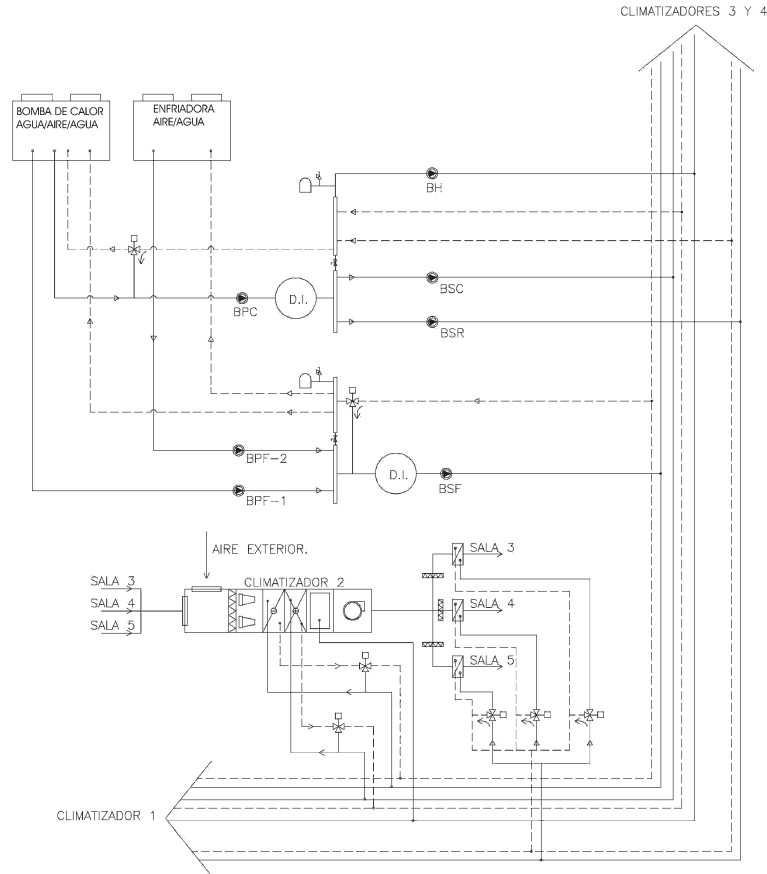 CLIMATIZADORES 3 Y 4
BOMBA DE CALOR
AGUA/AIRE/AGUA
ENFRIADORA
AIRE/AGUA
BH
BSC
D.I.
BPC
BSR
BPF-2
D.I.
BSF
BPF-1
AIRE EXTERIOR.
SALA 3
SALA 3
CLIMATIZADOR 2
SALA 4
SALA 4
SALA 5
SALA 5
CLIMATIZADOR 1